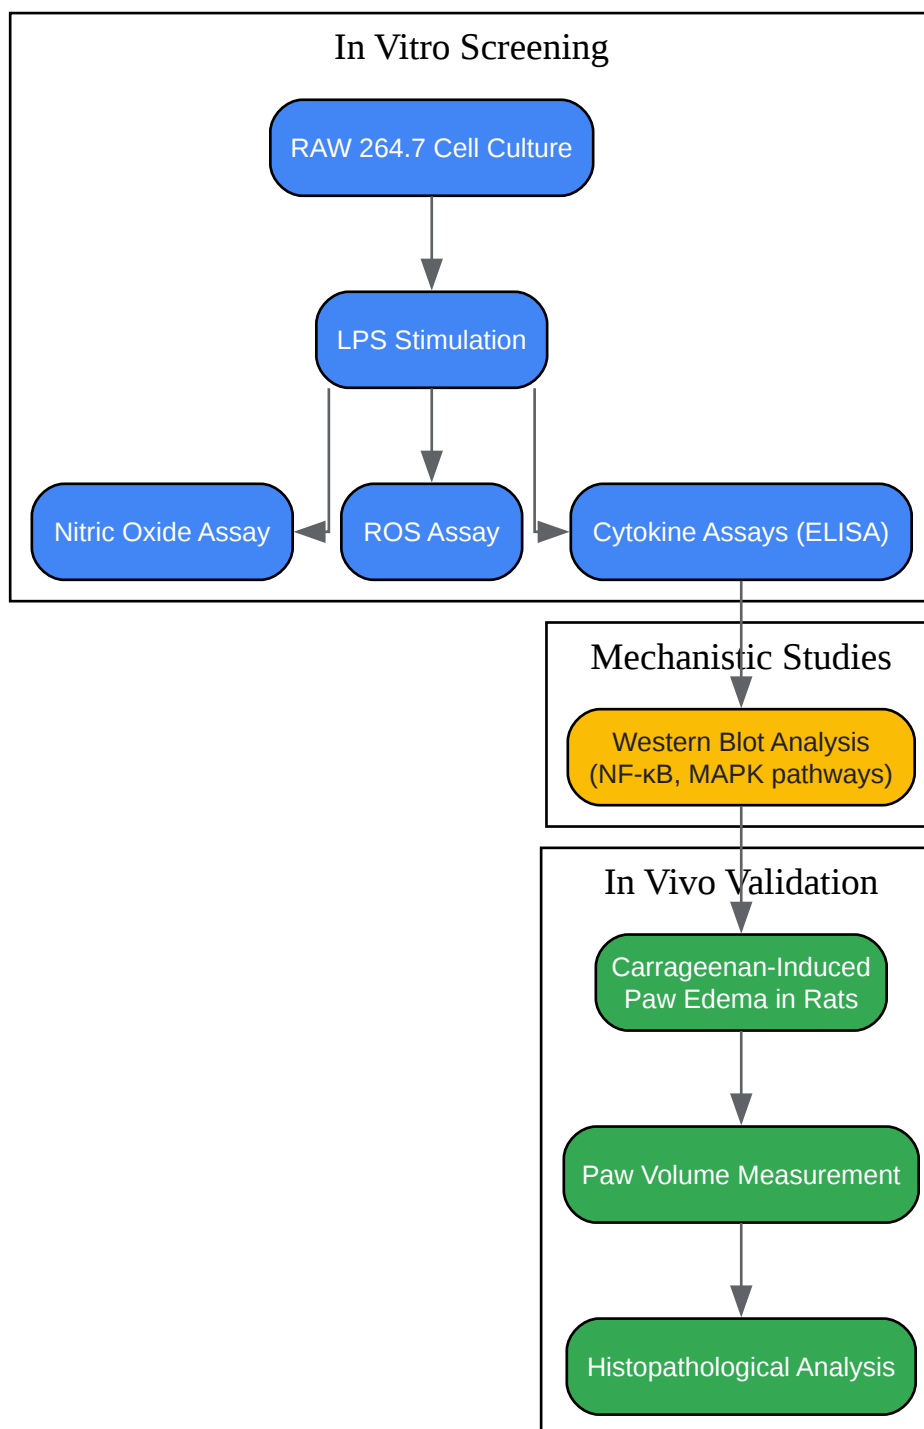 In Vitro Screening
RAW 264.7 Cell Culture
LPS Stimulation
Nitric Oxide Assay
ROS Assay
Cytokine Assays (ELISA)
Mechanistic Studies
Western Blot Analysis
(NF-κB, MAPK pathways)
In Vivo Validation
Carrageenan-Induced
Paw Edema in Rats
Paw Volume Measurement
Histopathological Analysis